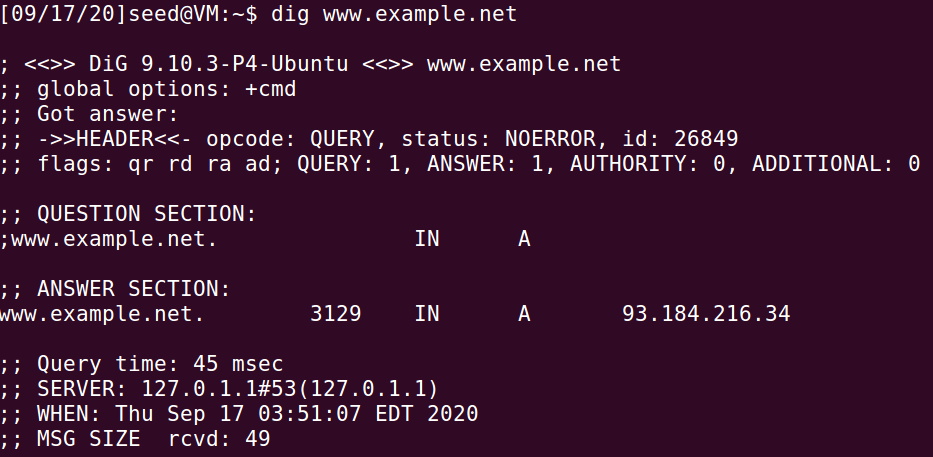 [09/17/20]seed@VM:~$ dig www.example.net
; <<>> DiG 9.10.3-P4-Ubuntu <<>> www.example.net
;; global options: +cmd
;; Got answer:
;; ->>HEADER<<- opcode: QUERY, status: NOERROR, id: 26849
;; flags: qr rd ra ad; QUERY: 1, ANSWER: 1, AUTHORITY: 0, ADDITIONAL: 0
;; QUESTION SECTION:
;www.example.net. IN A
;; ANSWER SECTION:
www.example.net. 3129 IN A 93.184.216.34
;; Query time: 45 msec
;; SERVER: 127.0.1.1#53(127.0.1.1)
;; WHEN: Thu Sep 17 03:51:07 EDT 2020
;; MSG SIZE rcvd: 49